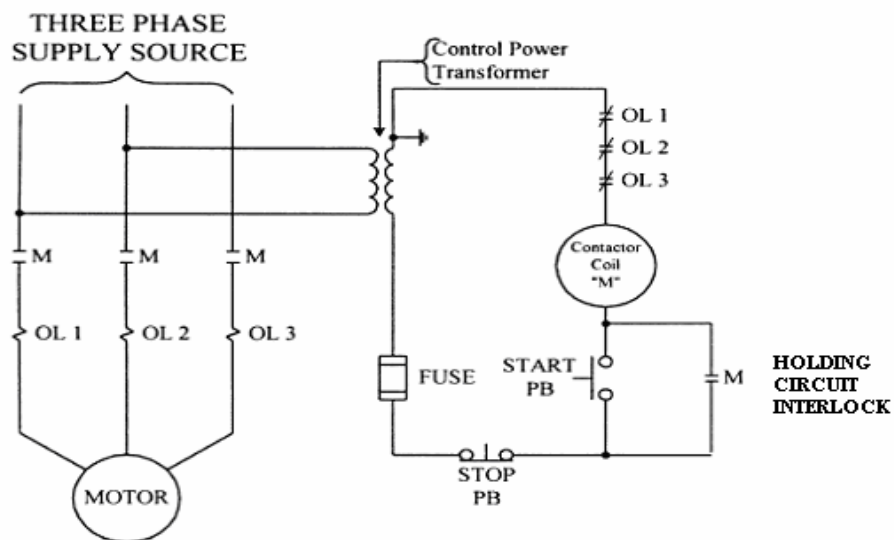 THREE PHASE
SUPPLY SOURCE
Control Power
Transformer
OL 1
OL 2
OL 3
Contactor
Coil
"M"
M
M
M
OL 1
OL 2
OL 3
FUSE
START
PB
M
HOLDING
CIRCUIT
INTERLOCK
STOP
PB
MOTOR